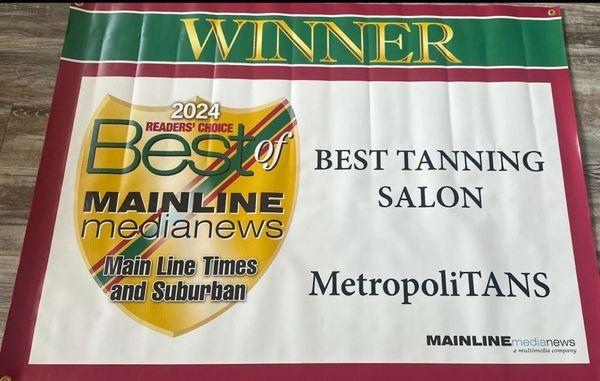 WINNER
2024
READERS' CHOICE
Best of
MAINLINE
medianews
Main Line Times
and Suburban
BEST TANNING
SALON
MetropoliTANS
MAINLINEmedianews
a multimedia company